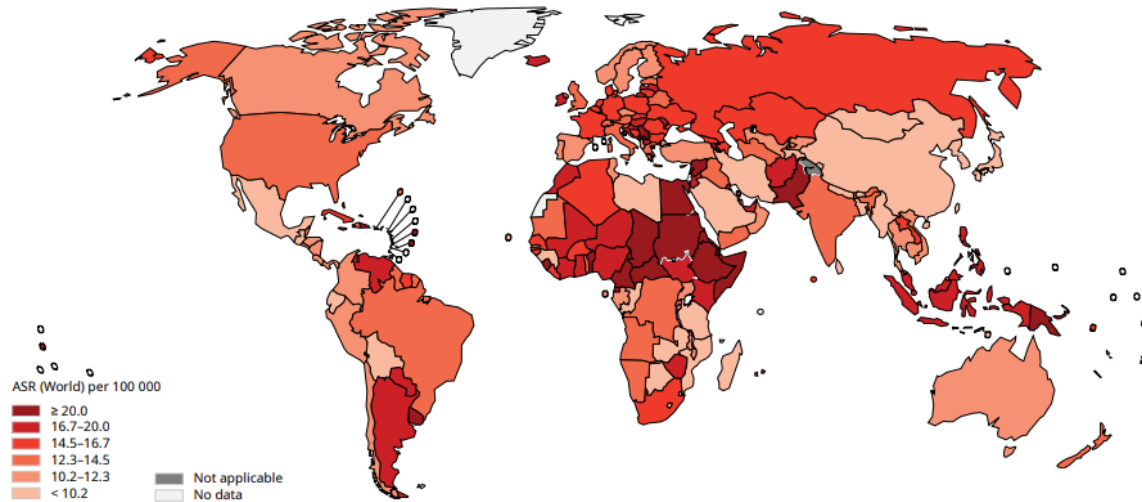 ASR (World) per 100 000
≥ 20.0
16.7–20.0
14.5–16.7
12.3–14.5
10.2–12.3
< 10.2
Not applicable
No data